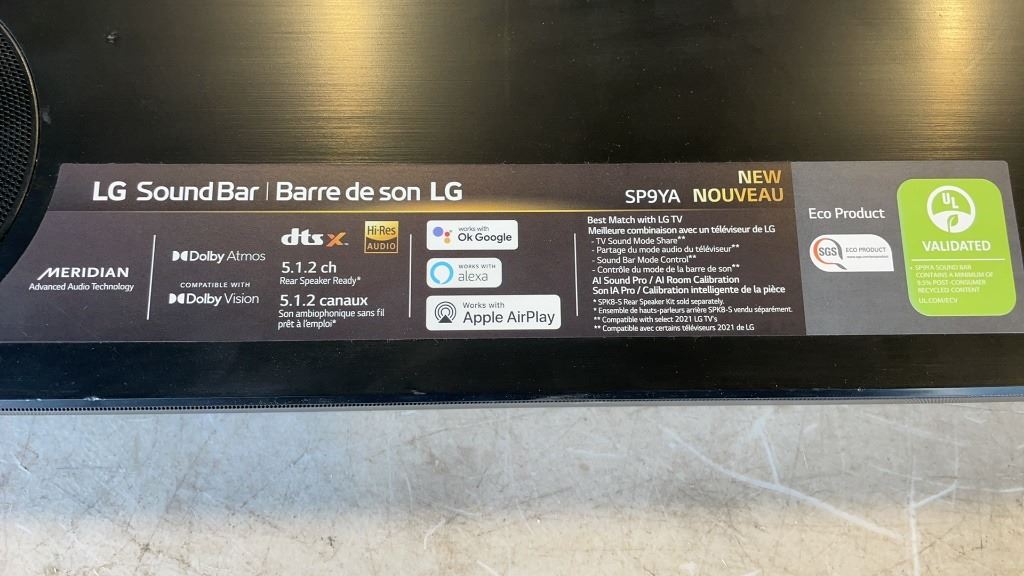 LG SoundBar | Barre de son LG
SP9YA
NEW
NOUVEAU
MERIDIAN
Advanced Audio Technology
Dolby Atmos
COMPATIBLE WITH
Dolby Vision
dts X
Hi-Res
AUDIO
5.1.2 ch
Rear Speaker Ready*
5.1.2 canaux
Son ambiophonique sans fil
prêt à l'emploi*
works with
Ok Google
WORKS WITH
alexa
Works with
Apple AirPlay
Best Match with LG TV
Meilleure combinaison avec un téléviseur de LG
- TV Sound Mode Share**
- Partage du mode audio du téléviseur**
- Sound Bar Mode Control**
- Contrôle du mode de la barre de son**
AI Sound Pro / AI Room Calibration
Son IA Pro / Calibration intelligente de la pièce
* SPK8-S Rear Speaker Kit sold separately.
* Ensemble de hauts-parleurs arrière SPK8-S vendu séparément.
** Compatible with select 2021 LG TV's
** Compatible avec certains téléviseurs 2021 de LG
Eco Product
SGS
ECO PRODUCT
UL
VALIDATED
SP9YA SOUND BAR
CONTAINS A MINIMUM OF
9.5% POST-CONSUMER
RECYCLED CONTENT
UL.COM/ECV